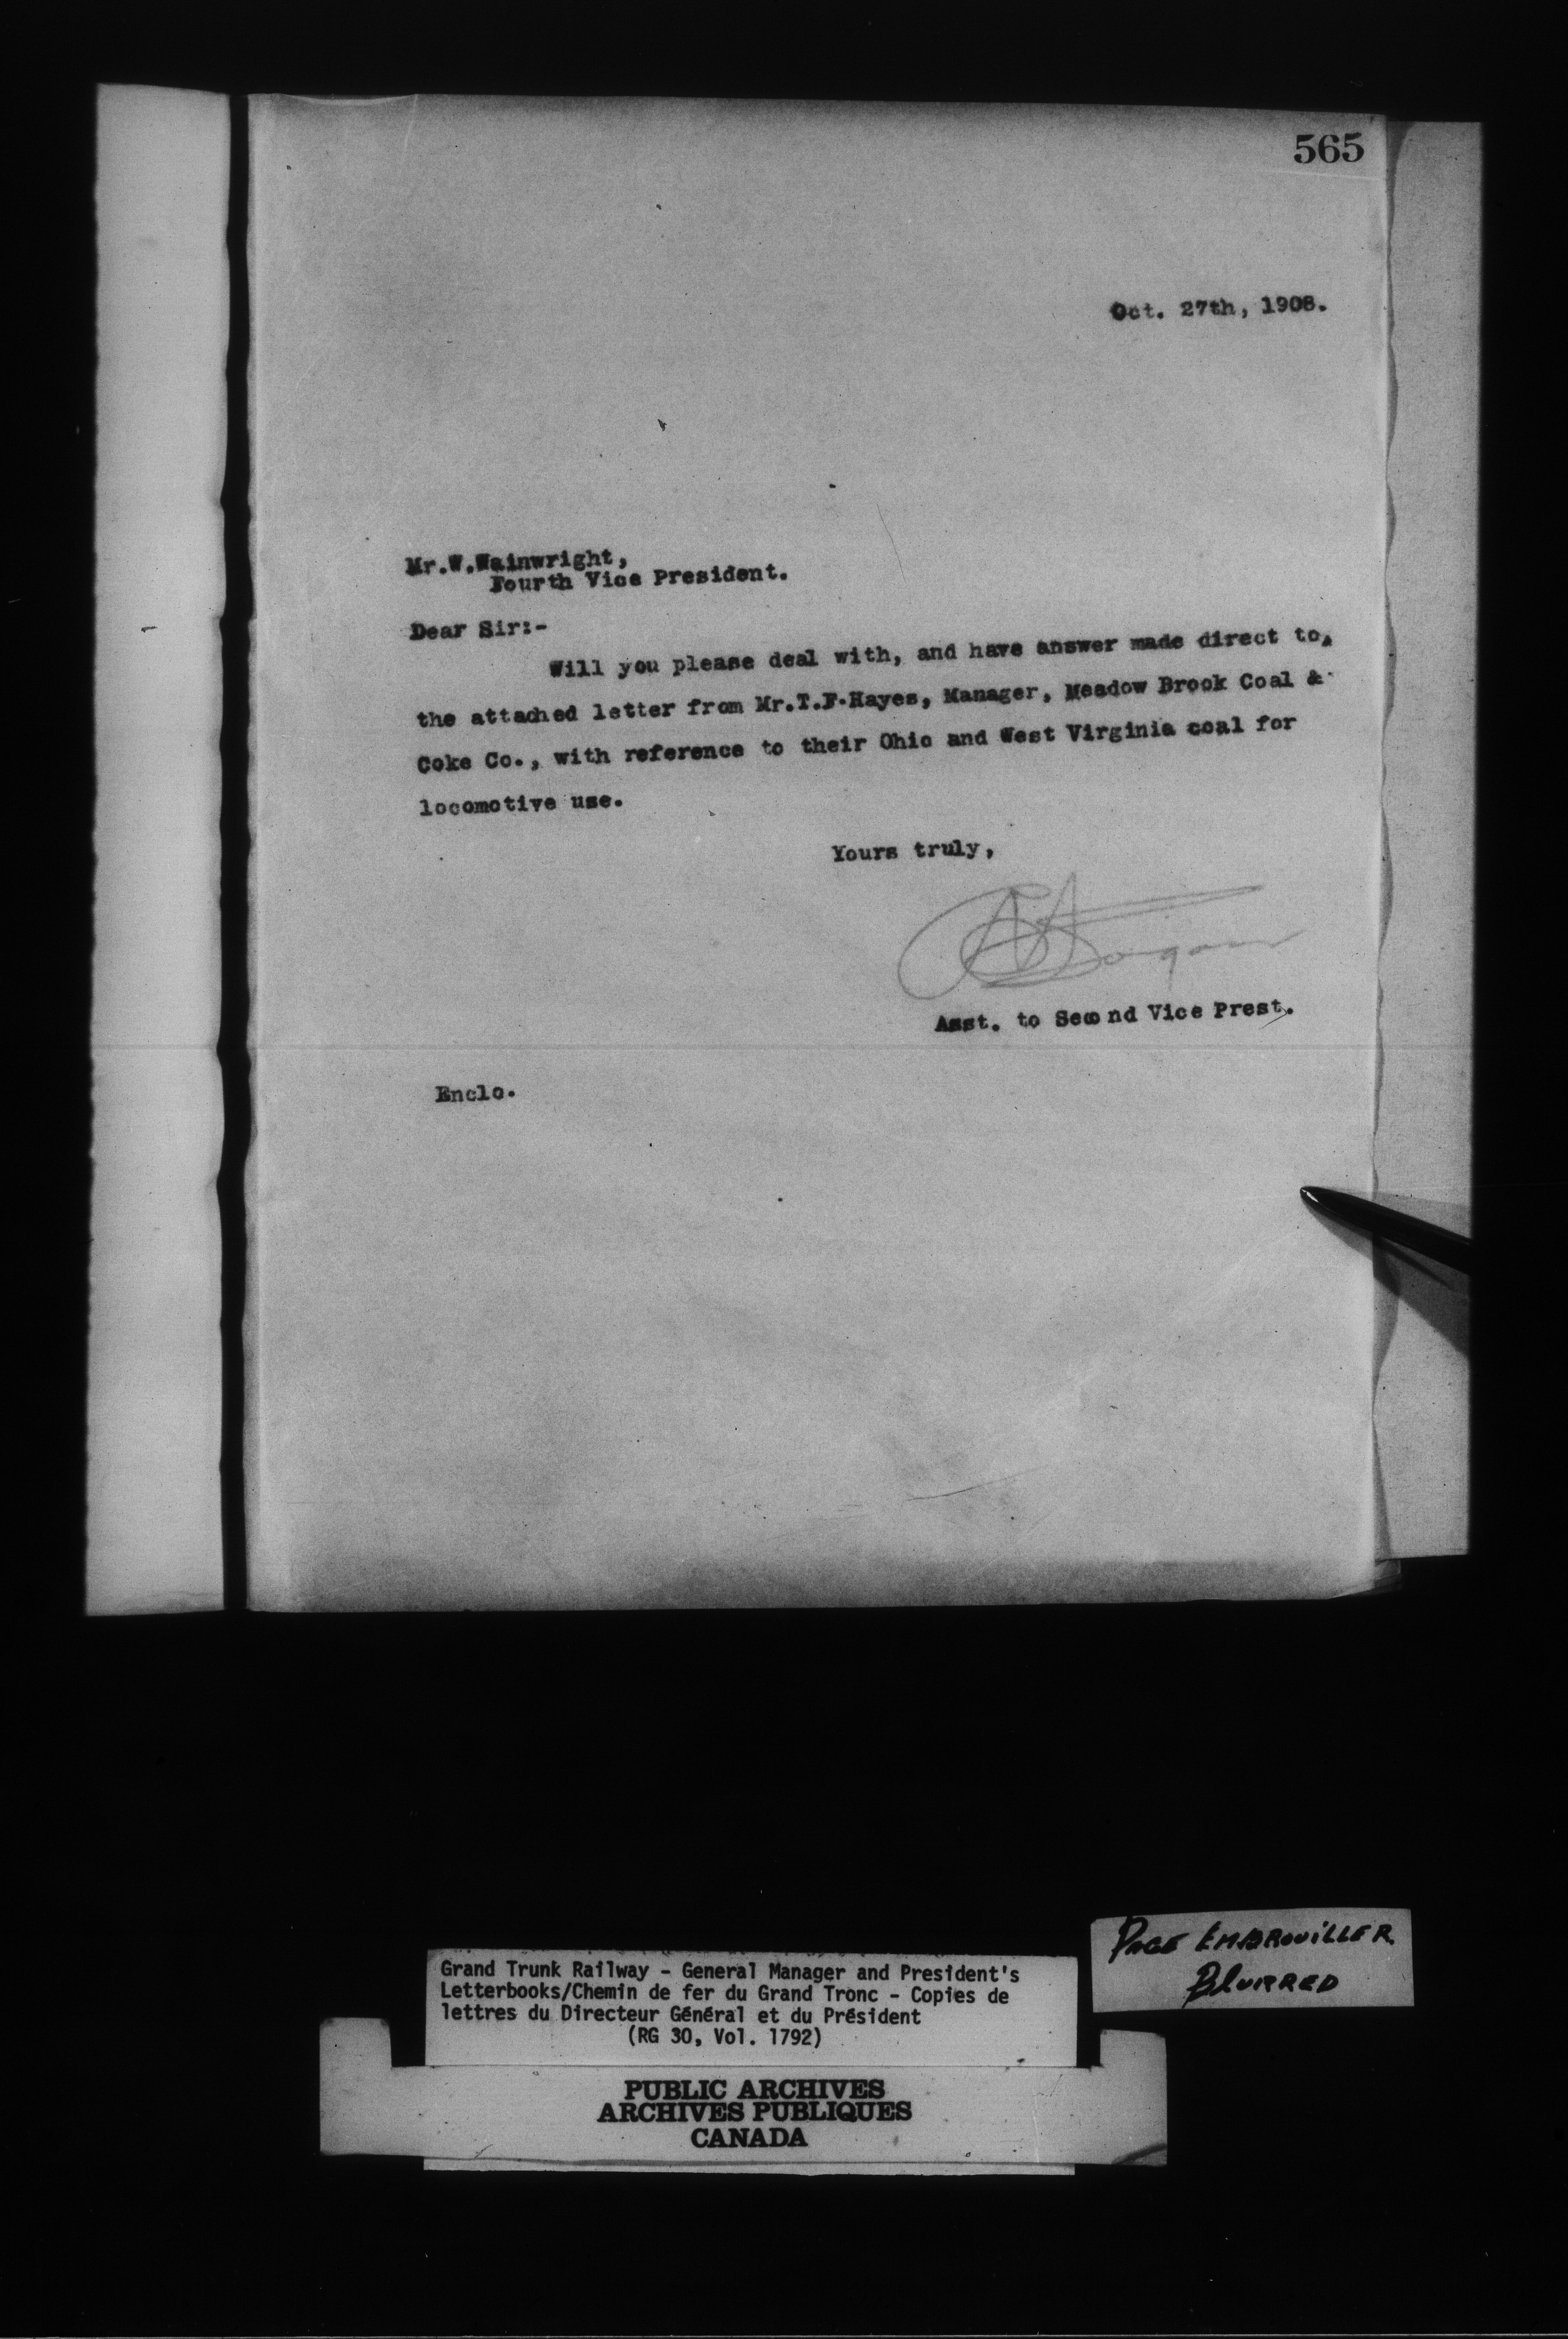 565
Oct. 27th, 1908.
Mr.W.Wainwright,
Fourth Vice President.
Dear Sir:-
Will you please deal with, and have answer made direct to,
the attached letter from Mr.T.F.Hayes, Manager, Meadow Brook Coal &
Coke Co., with reference to their Ohio and West Virginia coal for
locomotive use.
Yours truly,
Asst. to Second Vice Prest.
Enclo.
PAGE EMBROUILLER
BLURRED
Grand Trunk Railway - General Manager and President's
Letterbooks/Chemin de fer du Grand Tronc - Copies de
lettres du Directeur Général et du Président
(RG 30, Vol. 1792)
PUBLIC ARCHIVES
ARCHIVES PUBLIQUES
CANADA